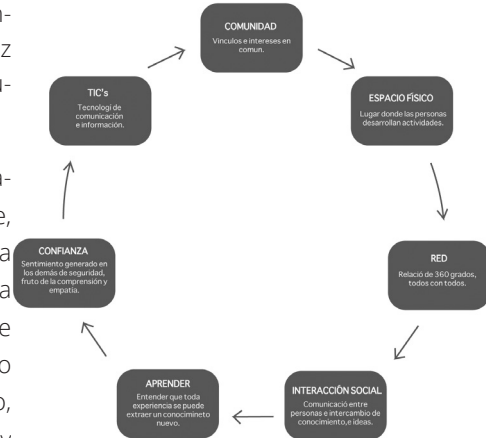 n-
z
u-
a-
e,
a
a
e
o
o,
y
COMUNIDAD
Vinculos e intereses en
comun.
ESPACIO FÍSICO
Lugar donde las personas
desarrollan actividades.
RED
Relació de 360 grados,
todos con todos.
INTERACCIÓN SOCIAL
Comunicació entre
personas e intercambio de
conocimiento,e ideas.
APRENDER
Entender que toda
experiencia se puede
extraer un conocimineto
nuevo.
CONFIANZA
Sentimiento generado en
los demás de seguridad,
fruto de la comprensión y
empatía.
TIC's
Tecnologí de
comunicación
e información.